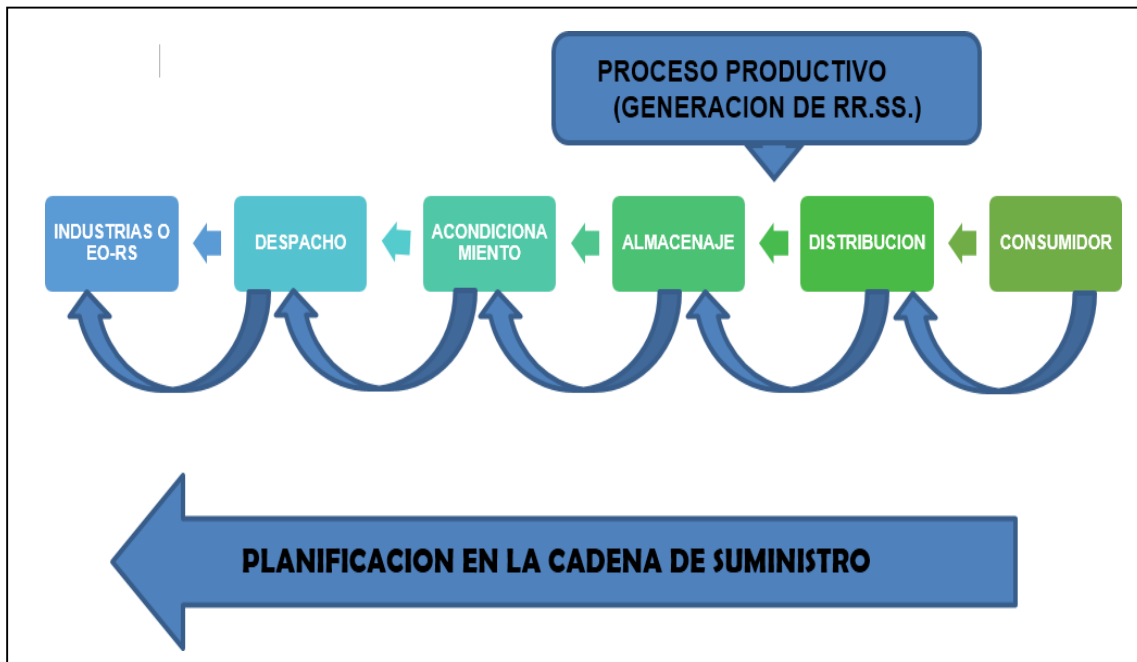 PROCESO PRODUCTIVO
(GENERACION DE RR.SS.)
INDUSTRIAS O
EO-RS
DESPACHO
ACONDICIONA
MIENTO
ALMACENAJE
DISTRIBUCION
CONSUMIDOR
PLANIFICACION EN LA CADENA DE SUMINISTRO